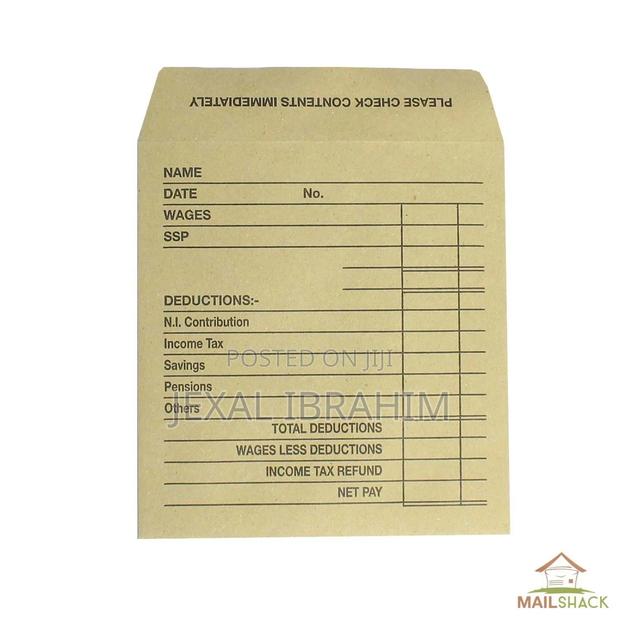 PLEASE CHECK CONTENTS IMMEDIATELY
NAME
DATE No.
WAGES
SSP
DEDUCTIONS:-
N.I. Contribution
Income Tax
Savings
Pensions
Others
TOTAL DEDUCTIONS
WAGES LESS DEDUCTIONS
INCOME TAX REFUND
NET PAY
POSTED ON JIJI
JEXAL IBRAHIM
MAILSHACK